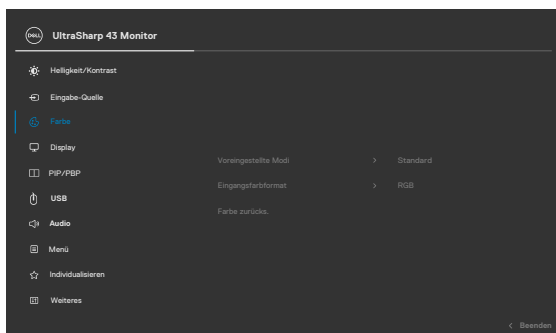 DELL
UltraSharp 43 Monitor
Helligkeit/Kontrast
Eingabe-Quelle
Farbe
Display
PIP/PBP
USB
Audio
Menü
Individualisieren
Weiteres
Voreingestellte Modi > Standard
Eingangsfarbformat > RGB
Farbe zurücks.
< Beenden